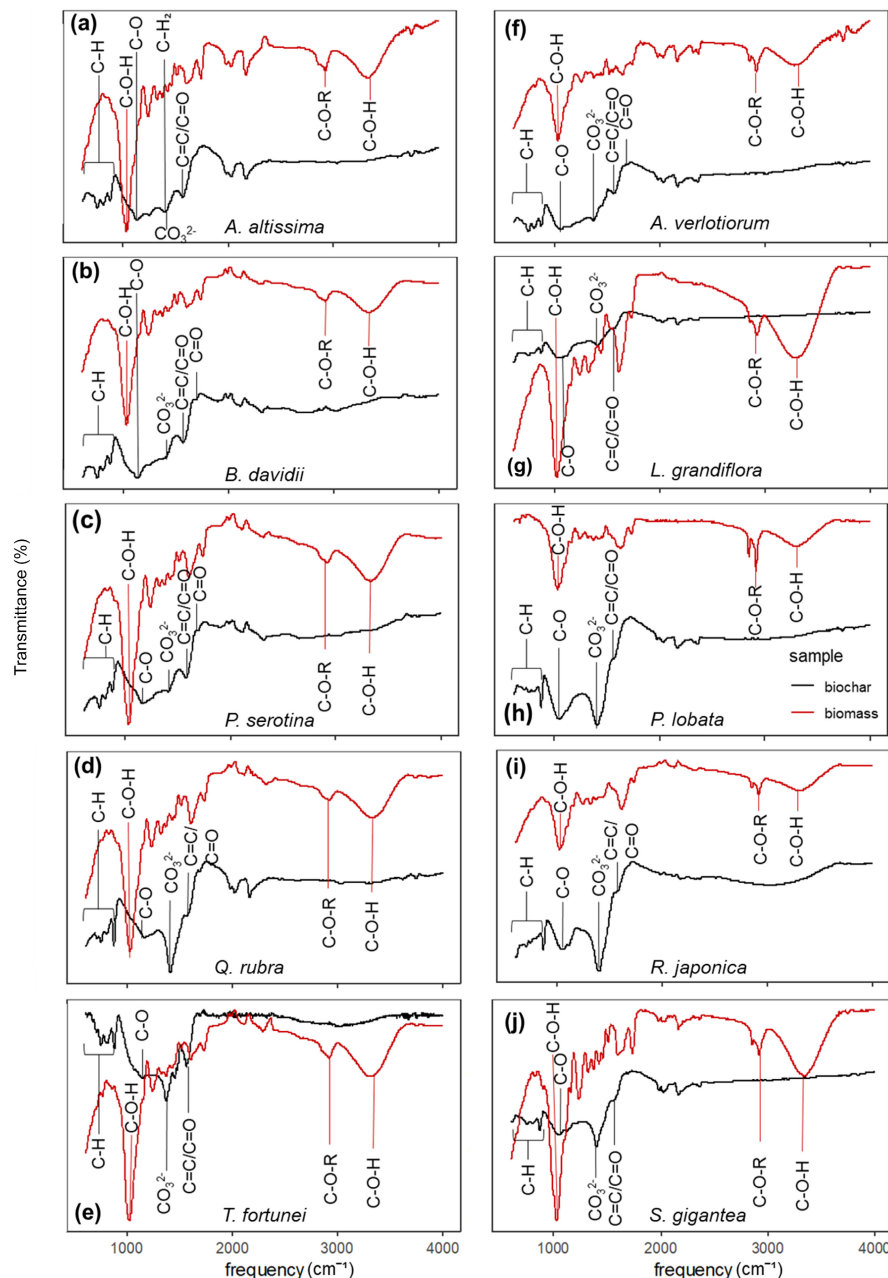 (a)
C-H
C-O-H
C-O
C-H₂
CO₃²⁻
C=C/C=O
C-O-R
C-O-H
A. altissima
(f)
C-H
C-O-H
C-O
CO₃²⁻
C=C/C=O
C=O
C-O-R
C-O-H
A. verlotiorum
(b)
C-H
C-O-H
C-O
CO₃²⁻
C=C/C=O
C=O
C-O-R
C-O-H
B. davidii
C-H
C-O-H
C-O
CO₃²⁻
C=C/C=O
C-O-R
C-O-H
(g)
L. grandiflora
(c)
C-H
C-O-H
C-O
CO₃²⁻
C=C/C=O
C=O
C-O-R
C-O-H
P. serotina
C-H
C-O-H
C-O
CO₃²⁻
C=C/C=O
C-O-R
C-O-H
sample
biochar
biomass
(h)
P. lobata
Transmittance (%)
(d)
C-H
C-O-H
C-O
CO₃²⁻
C=C/
C=O
C-O-R
C-O-H
Q. rubra
(i)
C-H
C-O-H
C-O
CO₃²⁻
C=C/
C=O
C-O-R
C-O-H
R. japonica
C-H
C-O-H
C-O
CO₃²⁻
C=C/C=O
C-O-R
C-O-H
(e)
T. fortunei
(j)
C-H
C-O-H
C-O
CO₃²⁻
C=C/C=O
C-O-R
C-O-H
S. gigantea
1000 2000 3000 4000
frequency (cm⁻¹)
1000 2000 3000 4000
frequency (cm⁻¹)